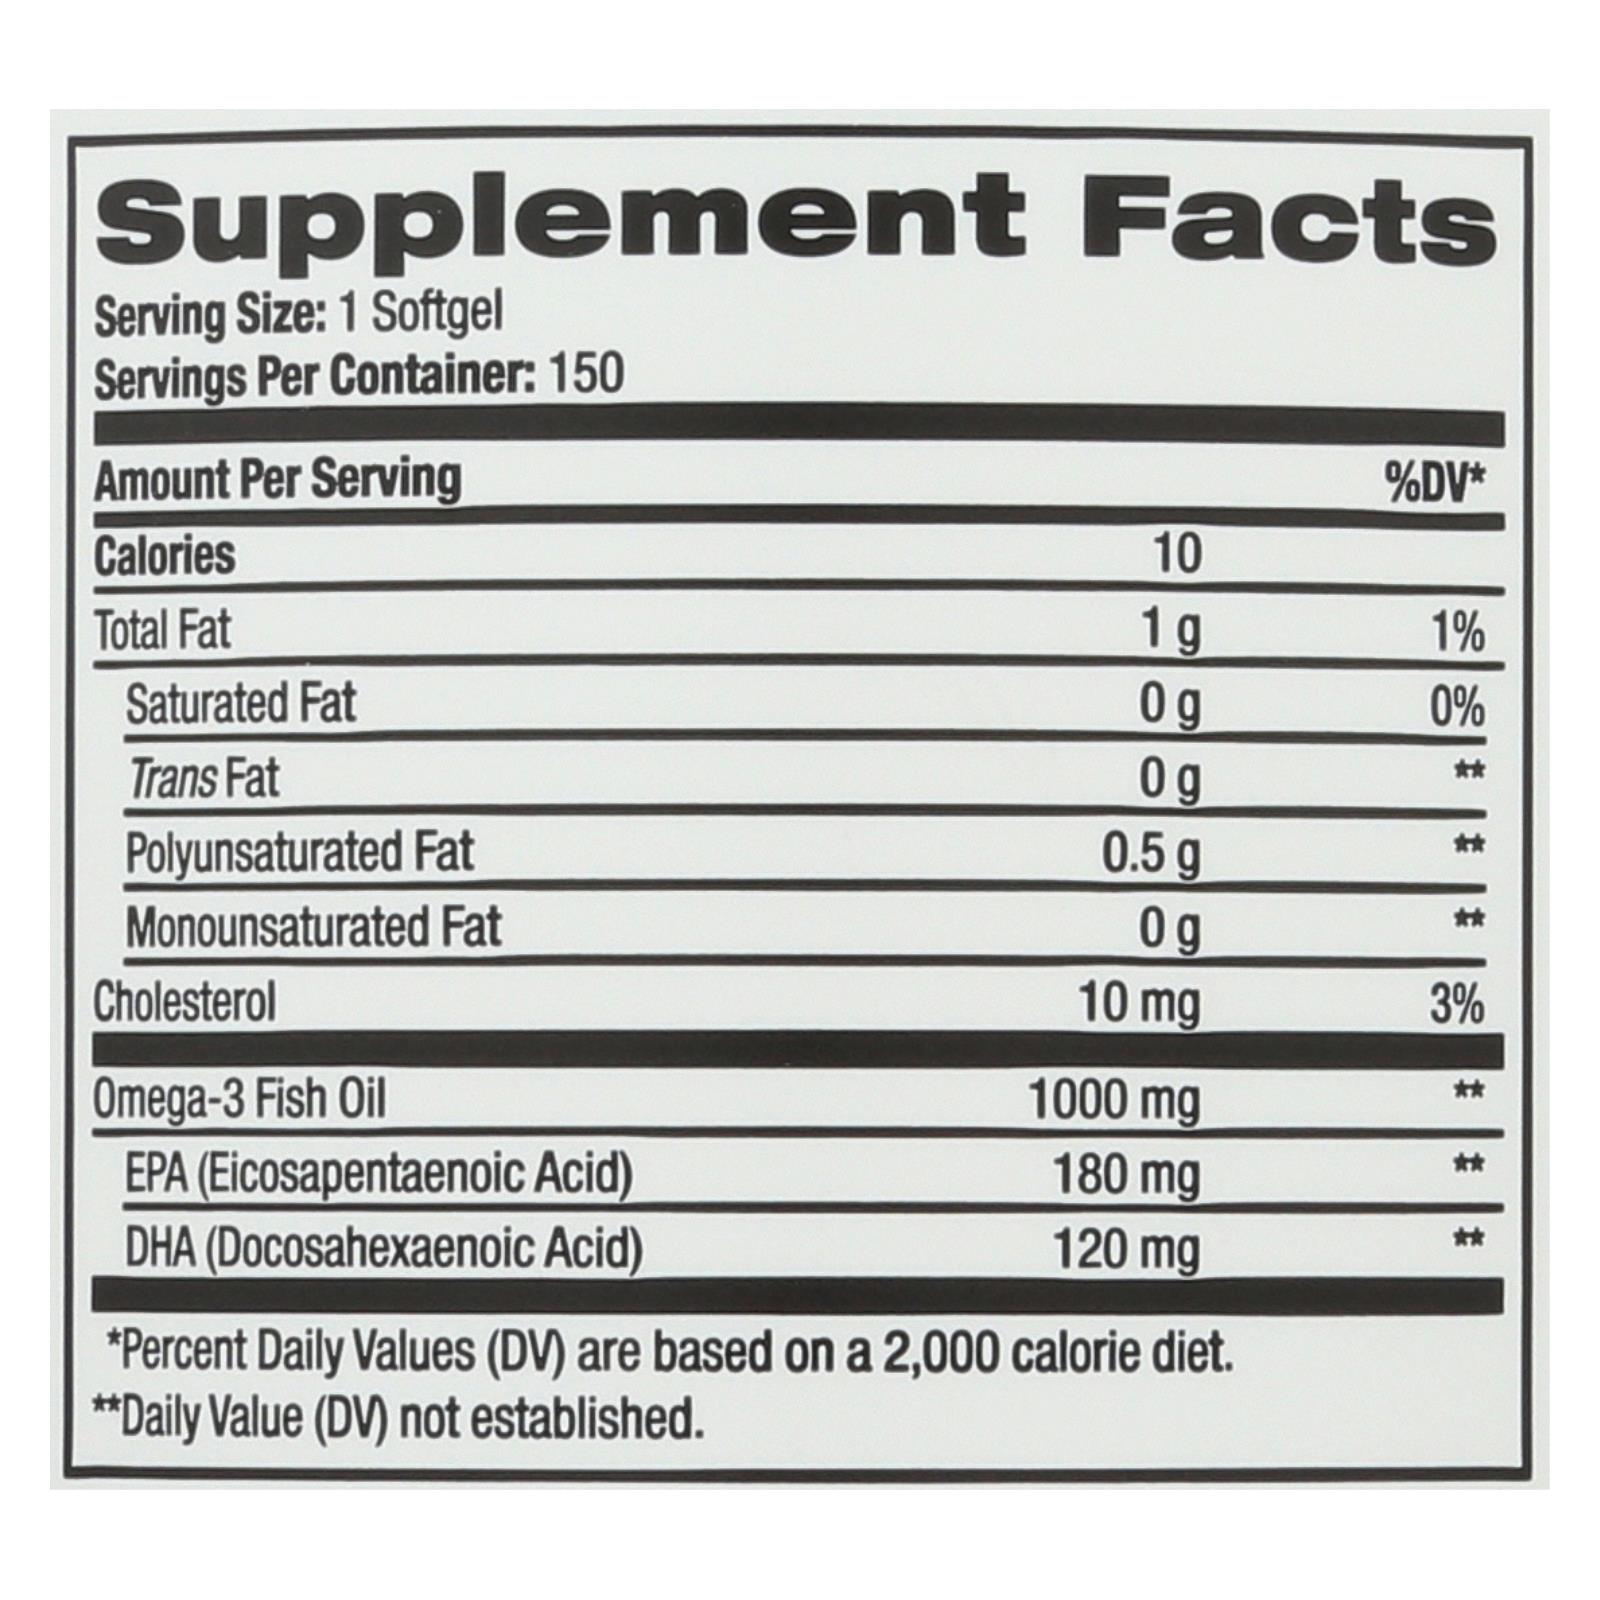 Supplement Facts
Serving Size: 1 Softgel
Servings Per Container: 150
Amount Per Serving %DV*
Calories 10
Total Fat 1 g 1%
Saturated Fat 0 g 0%
Trans Fat 0 g **
Polyunsaturated Fat 0.5 g **
Monounsaturated Fat 0 g **
Cholesterol 10 mg 3%
Omega-3 Fish Oil 1000 mg **
EPA (Eicosapentaenoic Acid) 180 mg **
DHA (Docosahexaenoic Acid) 120 mg **
*Percent Daily Values (DV) are based on a 2,000 calorie diet.
**Daily Value (DV) not established.